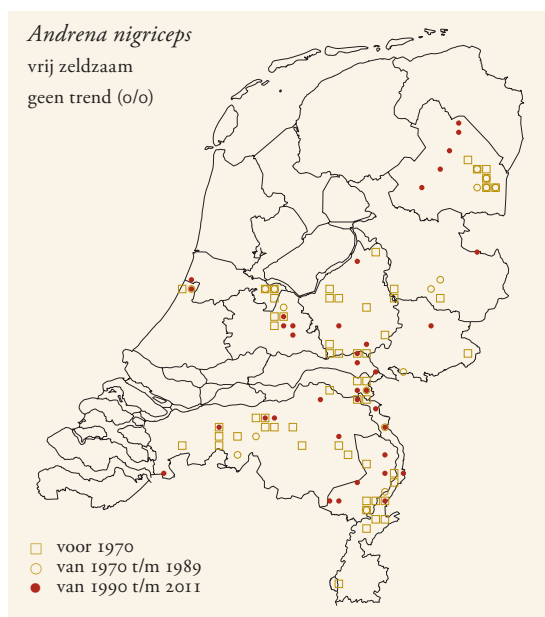 Andrena nigriceps
vrij zeldzaam
geen trend (0/0)
voor 1970
van 1970 t/m 1989
van 1990 t/m 2011